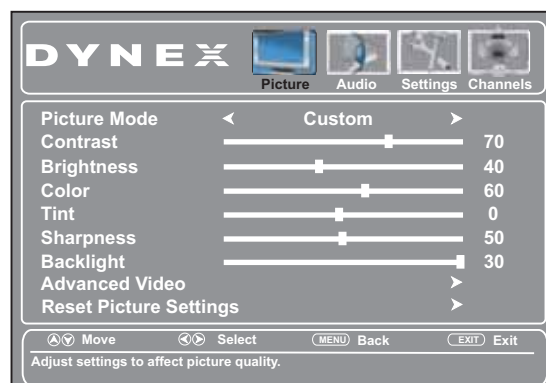 DYNEX
Picture Audio Settings Channels
Picture Mode Custom
Contrast 70
Brightness 40
Color 60
Tint 0
Sharpness 50
Backlight 30
Advanced Video
Reset Picture Settings
Move Select MENU Back EXIT Exit
Adjust settings to affect picture quality.